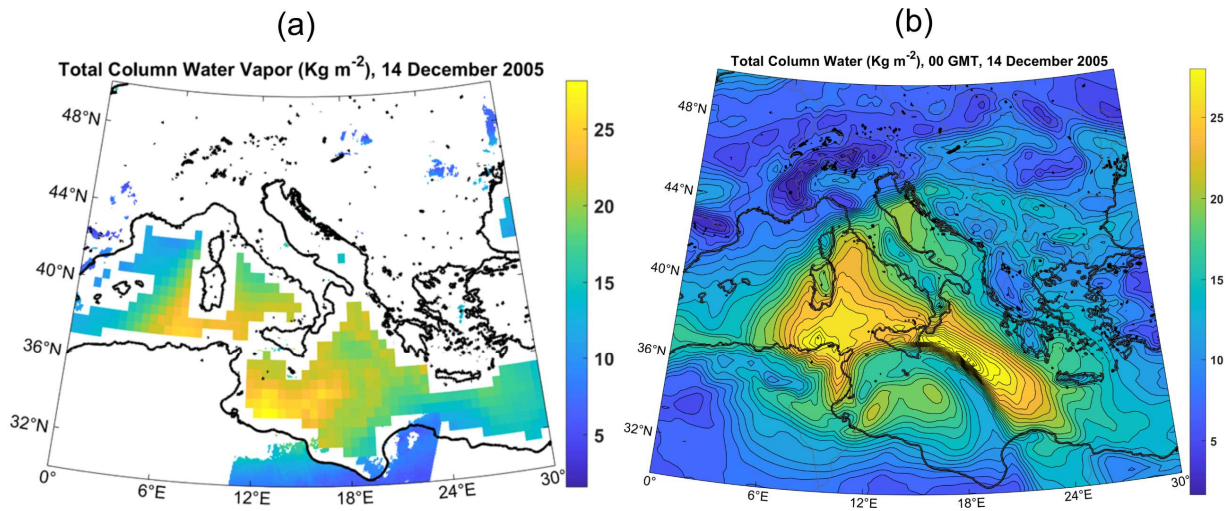 (a)
Total Column Water Vapor (Kg m-2), 14 December 2005
48°N
44°N
40°N
36°N
32°N
0°
6°E
12°E
18°E
24°E
30°
25
20
15
10
5
(b)
Total Column Water (Kg m-2), 00 GMT, 14 December 2005
48°N
44°N
40°N
36°N
32°N
0°
6°E
12°E
18°E
24°E
30°E
25
20
15
10
5